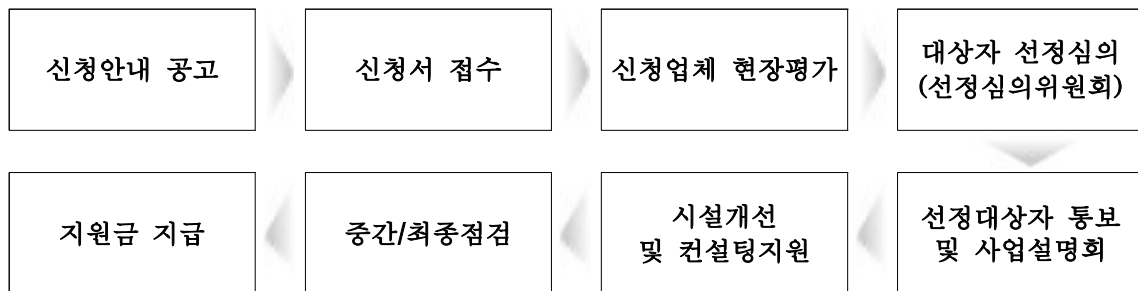 신청안내 공고
신청서 접수
신청업체 현장평가
대상자 선정심의
(선정심의위원회)
선정대상자 통보
및 사업설명회
시설개선
및 컨설팅지원
중간/최종점검
지원금 지급